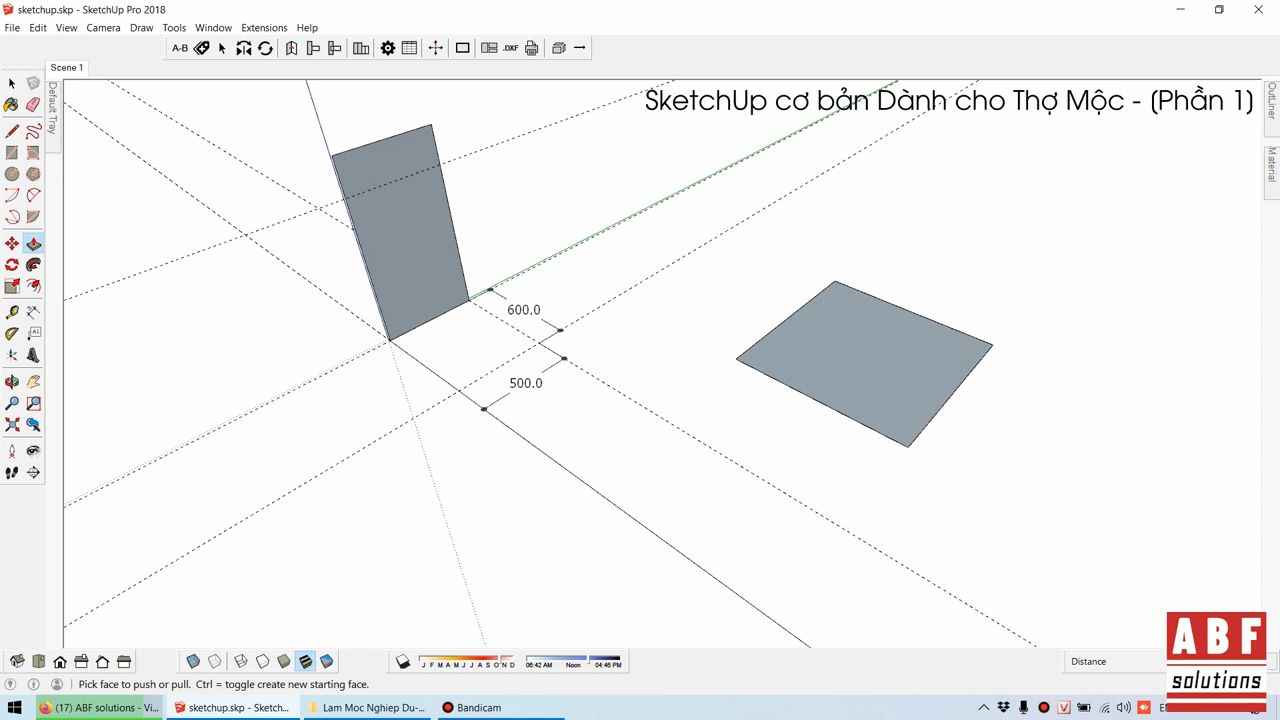 sketchup.skp - SketchUp Pro 2018
File Edit View Camera Draw Tools Window Extensions Help
A-B
.DXF
Scene 1
Default Tray
SketchUp cơ bản Dành cho Thợ Mộc - (Phần 1)
OutLiner
Material
600.0
500.0
ABF
solutions
J F M A M J J A S O N D
06:42 AM Noon 04:46 PM
Distance
Pick face to push or pull. Ctrl = toggle create new starting face.
(17) ABF solutions - Vi...
sketchup.skp - Sketch...
Lam Moc Nghiep Du-...
Bandicam